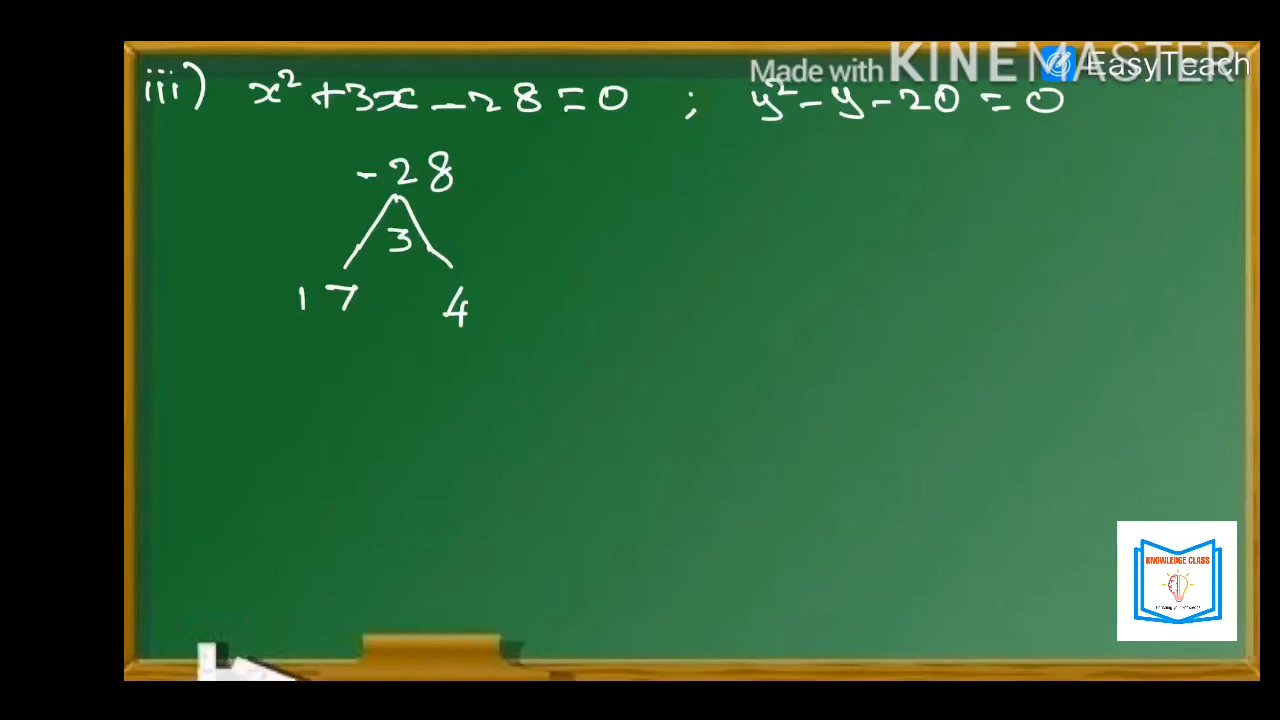 Made with KINEMASTER
EasyTeach
iii) x² + 3x - 28 = 0 ; y² - y - 20 = 0
-28
3
17 4
KNOWLEDGE CLASS